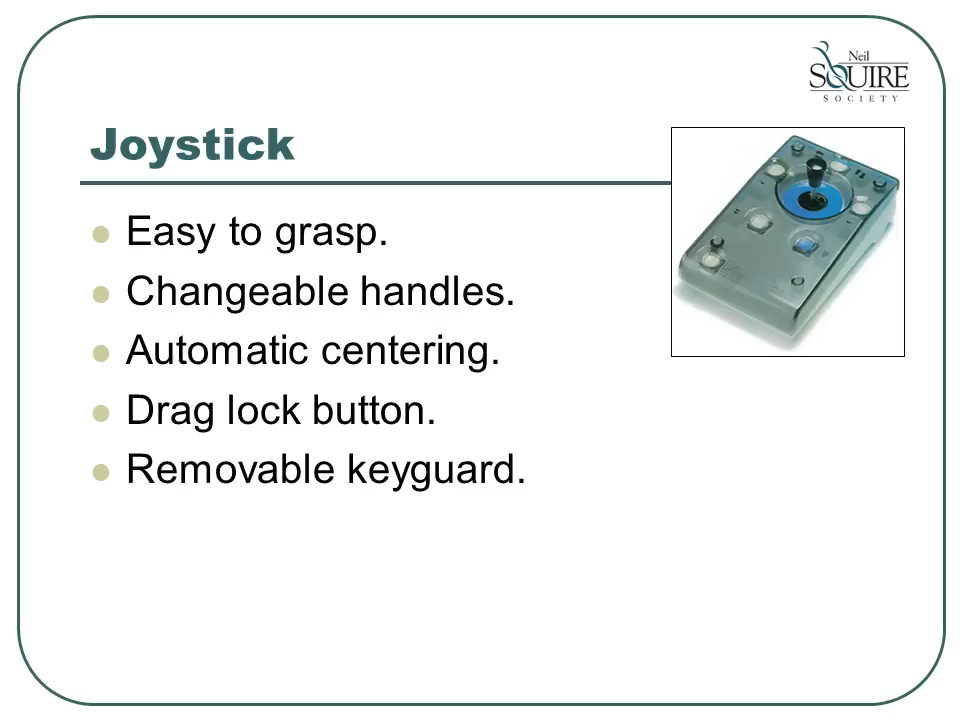 Neil
SQUIRE
SOCIETY
Joystick
Easy to grasp.
Changeable handles.
Automatic centering.
Drag lock button.
Removable keyguard.